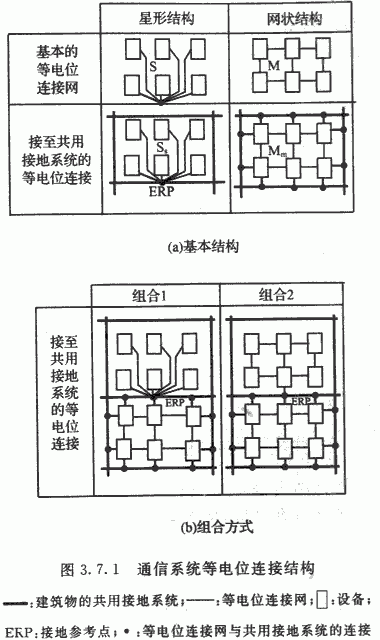 星形结构
网状结构
基本的
等电位
连接网
S
M
接至共用
接地系统的
等电位连接
Ss
ERP
Mm
(a)基本结构
组合1
组合2
接至
共用
接地
系统
的等
电位
连接
ERP
ERP
(b)组合方式
图 3.7.1 通信系统等电位连接结构
━━:建筑物的共用接地系统;——:等电位连接网;□:设备;
ERP:接地参考点;•:等电位连接网与共用接地系统的连接